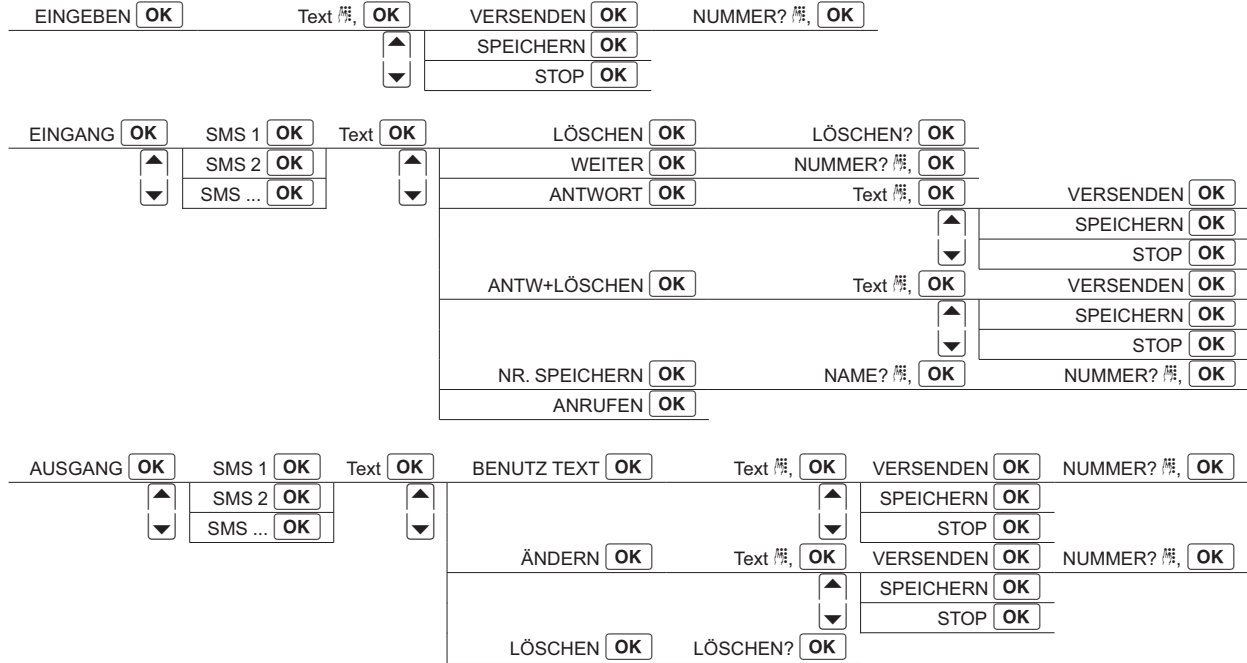 EINGEBEN OK Text , OK VERSENDEN OK NUMMER? , OK
SPEICHERN OK
STOP OK
EINGANG OK SMS 1 OK Text OK LÖSCHEN OK LÖSCHEN? OK
SMS 2 OK WEITER OK NUMMER? , OK
SMS ... OK ANTWORT OK Text , OK VERSENDEN OK
SPEICHERN OK
STOP OK
ANTW+LÖSCHEN OK Text , OK VERSENDEN OK
SPEICHERN OK
STOP OK
NR. SPEICHERN OK NAME? , OK NUMMER? , OK
ANRUFEN OK
AUSGANG OK SMS 1 OK Text OK BENUTZ TEXT OK Text , OK VERSENDEN OK NUMMER? , OK
SMS 2 OK SPEICHERN OK
SMS ... OK STOP OK
ÄNDERN OK Text , OK VERSENDEN OK NUMMER? , OK
SPEICHERN OK
STOP OK
LÖSCHEN OK LÖSCHEN? OK